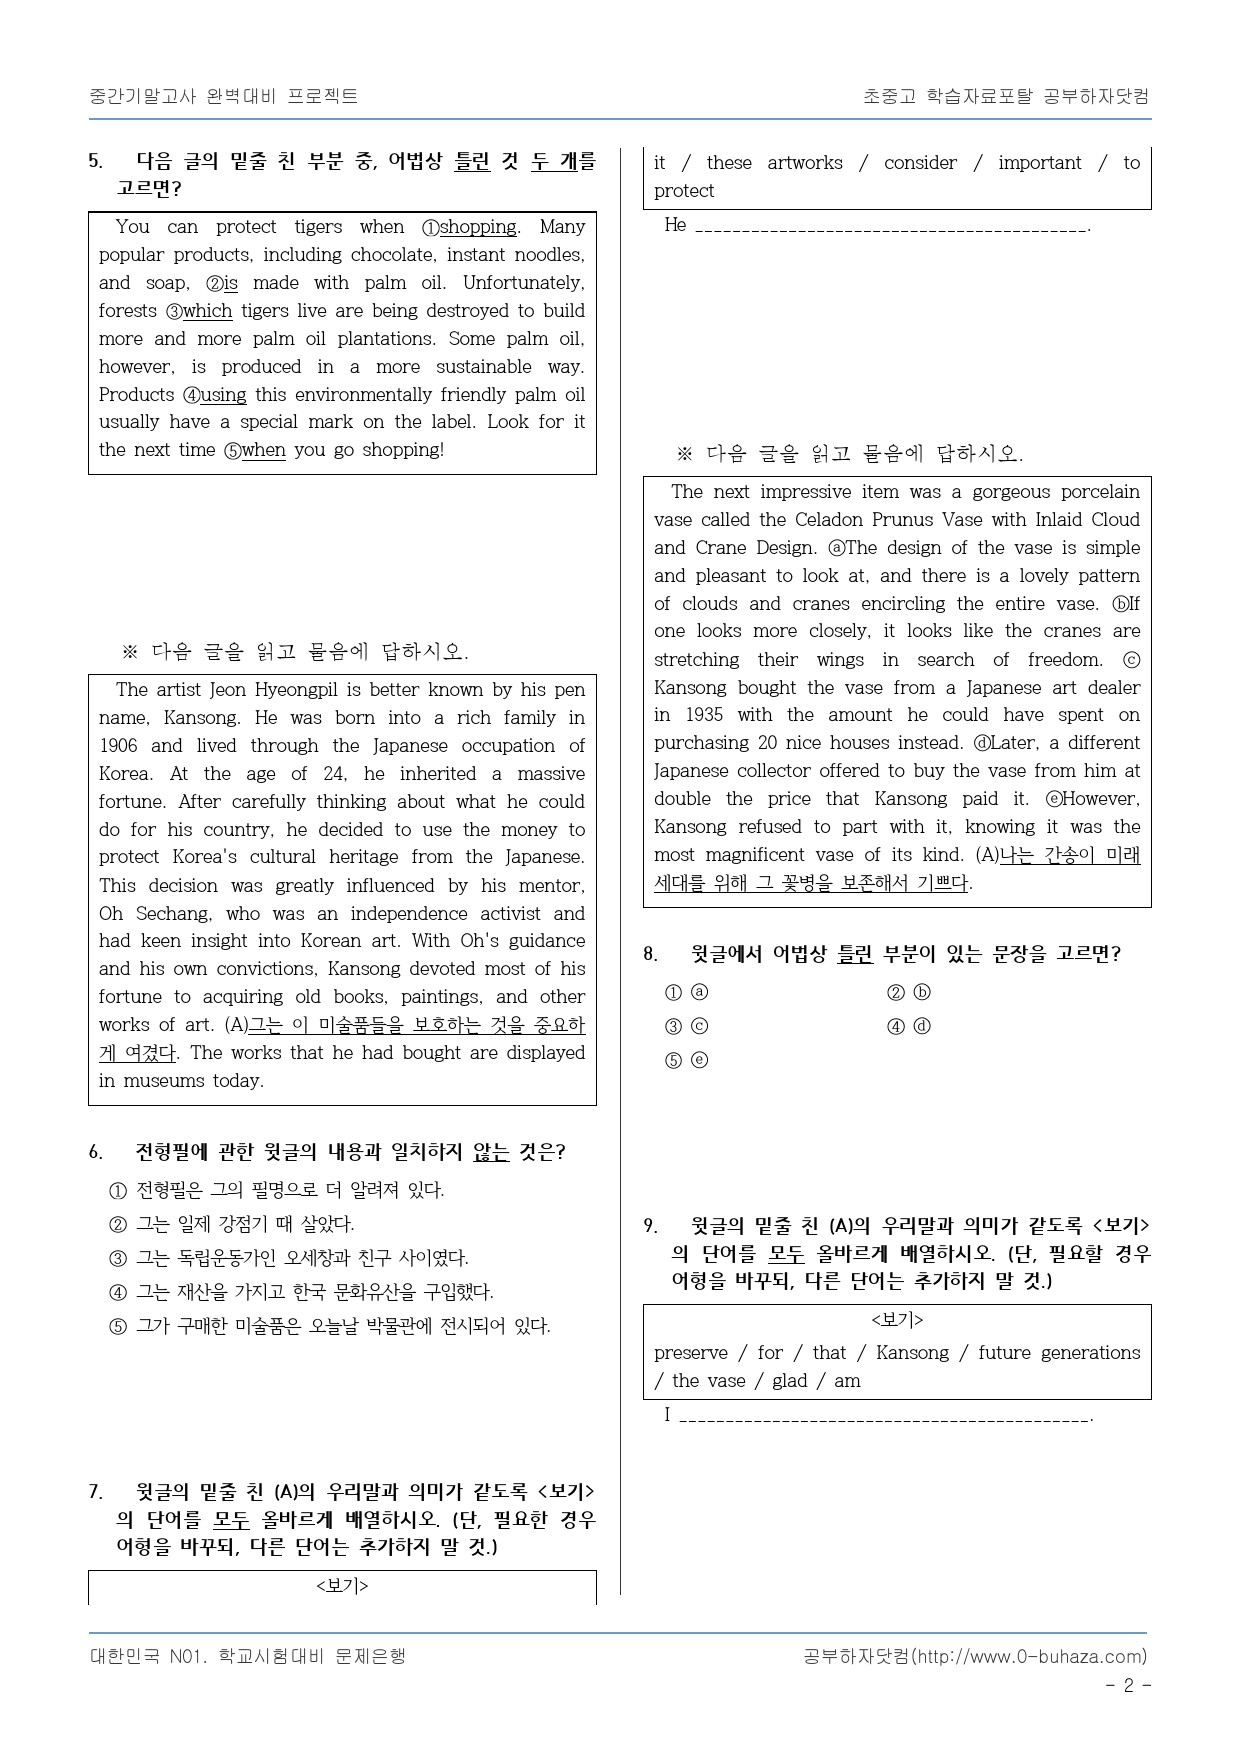 중간기말고사 완벽대비 프로젝트
초중고 학습자료포탈 공부하자닷컴
5. 다음 글의 밑줄 친 부분 중, 어법상 틀린 것 두 개를
고르면?
You can protect tigers when ①shopping. Many
popular products, including chocolate, instant noodles,
and soap, ②is made with palm oil. Unfortunately,
forests ③which tigers live are being destroyed to build
more and more palm oil plantations. Some palm oil,
however, is produced in a more sustainable way.
Products ④using this environmentally friendly palm oil
usually have a special mark on the label. Look for it
the next time ⑤when you go shopping!
※ 다음 글을 읽고 물음에 답하시오.
The artist Jeon Hyeongpil is better known by his pen
name, Kansong. He was born into a rich family in
1906 and lived through the Japanese occupation of
Korea. At the age of 24, he inherited a massive
fortune. After carefully thinking about what he could
do for his country, he decided to use the money to
protect Korea's cultural heritage from the Japanese.
This decision was greatly influenced by his mentor,
Oh Sechang, who was an independence activist and
had keen insight into Korean art. With Oh's guidance
and his own convictions, Kansong devoted most of his
fortune to acquiring old books, paintings, and other
works of art. (A)그는 이 미술품들을 보호하는 것을 중요하
게 여겼다. The works that he had bought are displayed
in museums today.
6. 전형필에 관한 윗글의 내용과 일치하지 않는 것은?
① 전형필은 그의 필명으로 더 알려져 있다.
② 그는 일제 강점기 때 살았다.
③ 그는 독립운동가인 오세창과 친구 사이였다.
④ 그는 재산을 가지고 한국 문화유산을 구입했다.
⑤ 그가 구매한 미술품은 오늘날 박물관에 전시되어 있다.
7. 윗글의 밑줄 친 (A)의 우리말과 의미가 같도록 <보기>
의 단어를 모두 올바르게 배열하시오. (단, 필요한 경우
어형을 바꾸되, 다른 단어는 추가하지 말 것.)
<보기>
it / these artworks / consider / important / to
protect
He __________________________________________.
※ 다음 글을 읽고 물음에 답하시오.
The next impressive item was a gorgeous porcelain
vase called the Celadon Prunus Vase with Inlaid Cloud
and Crane Design. ⓐThe design of the vase is simple
and pleasant to look at, and there is a lovely pattern
of clouds and cranes encircling the entire vase. ⓑIf
one looks more closely, it looks like the cranes are
stretching their wings in search of freedom. ⓒ
Kansong bought the vase from a Japanese art dealer
in 1935 with the amount he could have spent on
purchasing 20 nice houses instead. ⓓLater, a different
Japanese collector offered to buy the vase from him at
double the price that Kansong paid it. ⓔHowever,
Kansong refused to part with it, knowing it was the
most magnificent vase of its kind. (A)나는 간송이 미래
세대를 위해 그 꽃병을 보존해서 기쁘다.
8. 윗글에서 어법상 틀린 부분이 있는 문장을 고르면?
① ⓐ ② ⓑ
③ ⓒ ④ ⓓ
⑤ ⓔ
9. 윗글의 밑줄 친 (A)의 우리말과 의미가 같도록 <보기>
의 단어를 모두 올바르게 배열하시오. (단, 필요할 경우
어형을 바꾸되, 다른 단어는 추가하지 말 것.)
<보기>
preserve / for / that / Kansong / future generations
/ the vase / glad / am
I ____________________________________________.
대한민국 N01. 학교시험대비 문제은행
공부하자닷컴(http://www.0-buhaza.com)
- 2 -